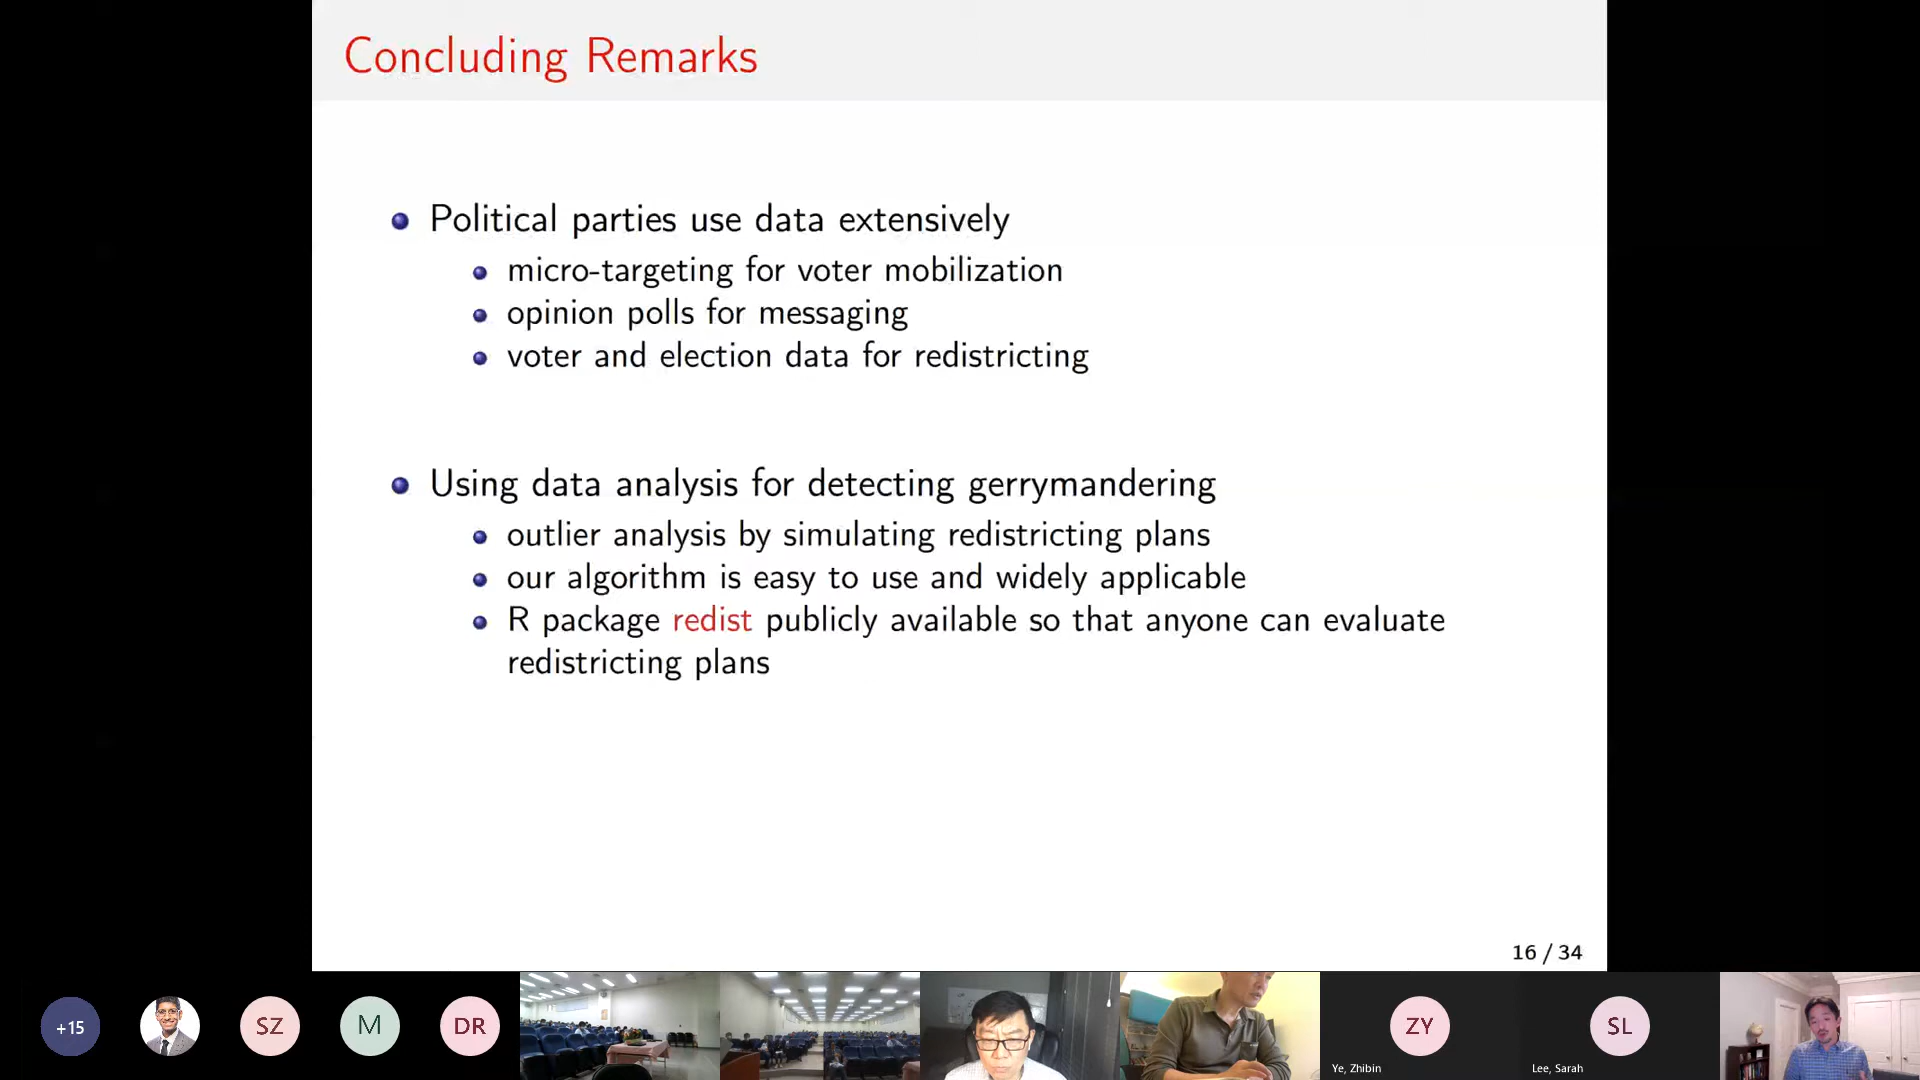 Concluding Remarks
Political parties use data extensively
micro-targeting for voter mobilization
opinion polls for messaging
voter and election data for redistricting
Using data analysis for detecting gerrymandering
outlier analysis by simulating redistricting plans
our algorithm is easy to use and widely applicable
R package redist publicly available so that anyone can evaluate
redistricting plans
16 / 34
+15
SZ
M
DR
ZY
SL
Ye, Zhibin
Lee, Sarah